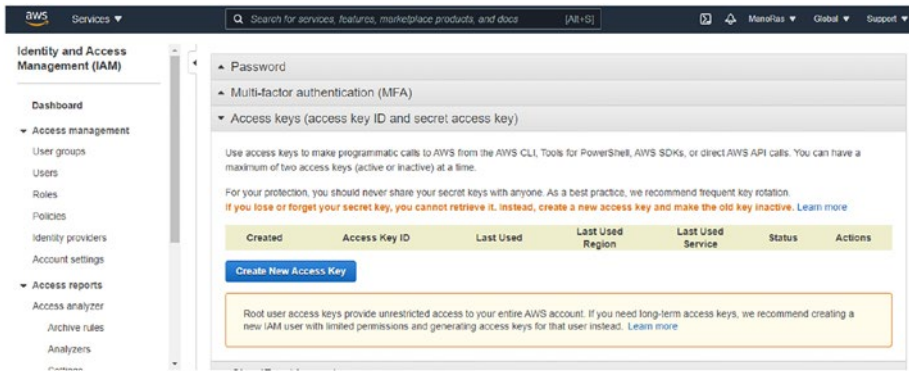 aws Services ▼ Search for services, features, marketplace products, and docs [Alt+S] ManoRas ▼ Global ▼ Support ▼
Identity and Access
Management (IAM)
Dashboard
Access management
User groups
Users
Roles
Policies
Identity providers
Account settings
Access reports
Access analyzer
Archive rules
Analyzers
Settings
Password
Multi-factor authentication (MFA)
Access keys (access key ID and secret access key)
Use access keys to make programmatic calls to AWS from the AWS CLI, Tools for PowerShell, AWS SDKs, or direct AWS API calls. You can have a
maximum of two access keys (active or inactive) at a time.
For your protection, you should never share your secret keys with anyone. As a best practice, we recommend frequent key rotation.
If you lose or forget your secret key, you cannot retrieve it. Instead, create a new access key and make the old key inactive. Learn more
Created Access Key ID Last Used Last Used Region Last Used Service Status Actions
Create New Access Key
Root user access keys provide unrestricted access to your entire AWS account. If you need long-term access keys, we recommend creating a
new IAM user with limited permissions and generating access keys for that user instead. Learn more